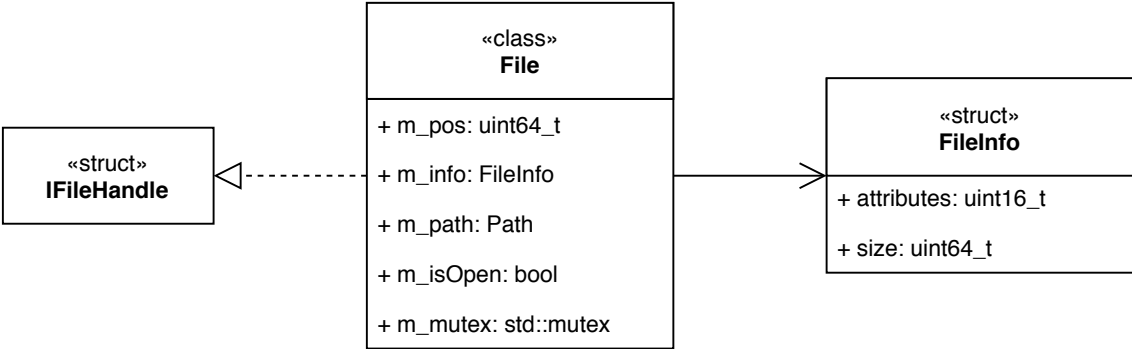 «struct»
IFileHandle
«class»
File
+ m_pos: uint64_t
+ m_info: FileInfo
+ m_path: Path
+ m_isOpen: bool
+ m_mutex: std::mutex
«struct»
FileInfo
+ attributes: uint16_t
+ size: uint64_t